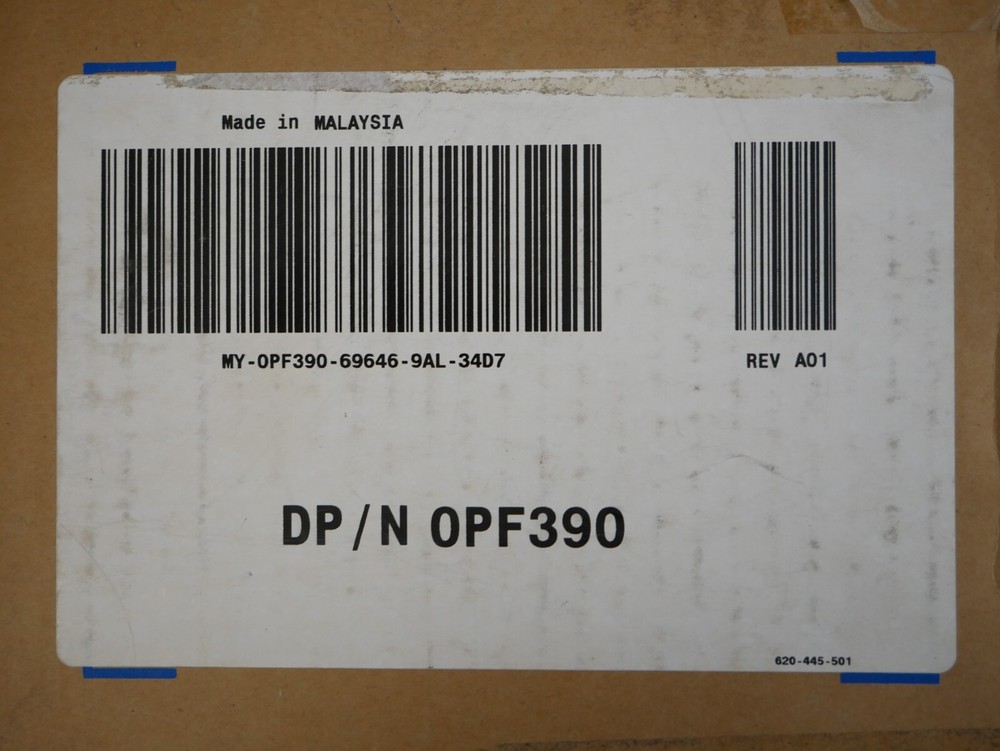 Made in MALAYSIA
MY-0PF390-69646-9AL-34D7
REV A01
DP/N 0PF390
620-445-501